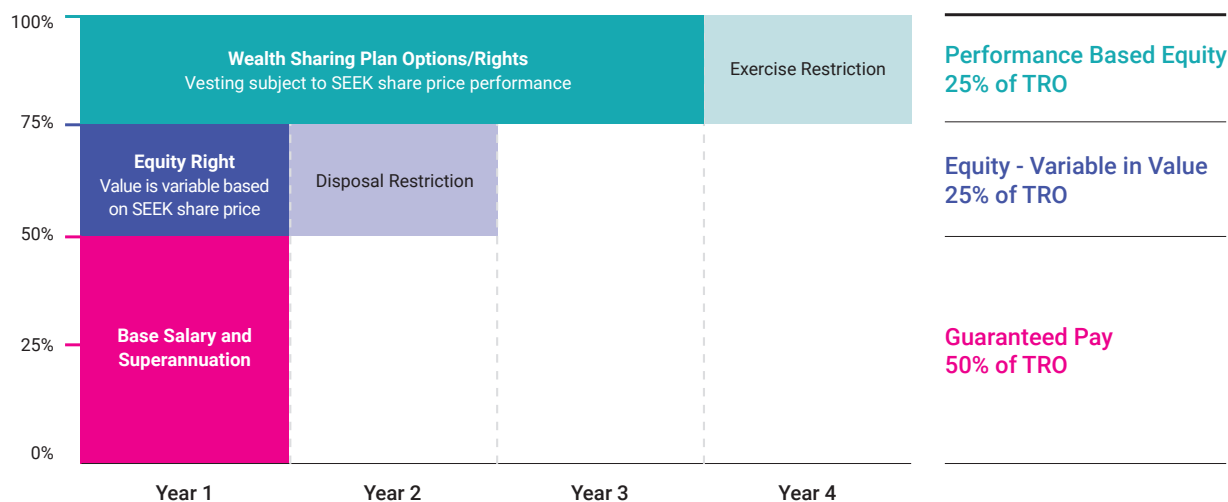 100%
Wealth Sharing Plan Options/Rights
Vesting subject to SEEK share price performance
Exercise Restriction
Performance Based Equity
25% of TRO
75%
Equity Right
Value is variable based
on SEEK share price
Disposal Restriction
Equity - Variable in Value
25% of TRO
50%
Base Salary and
Superannuation
25%
Guaranteed Pay
50% of TRO
0%
Year 1
Year 2
Year 3
Year 4